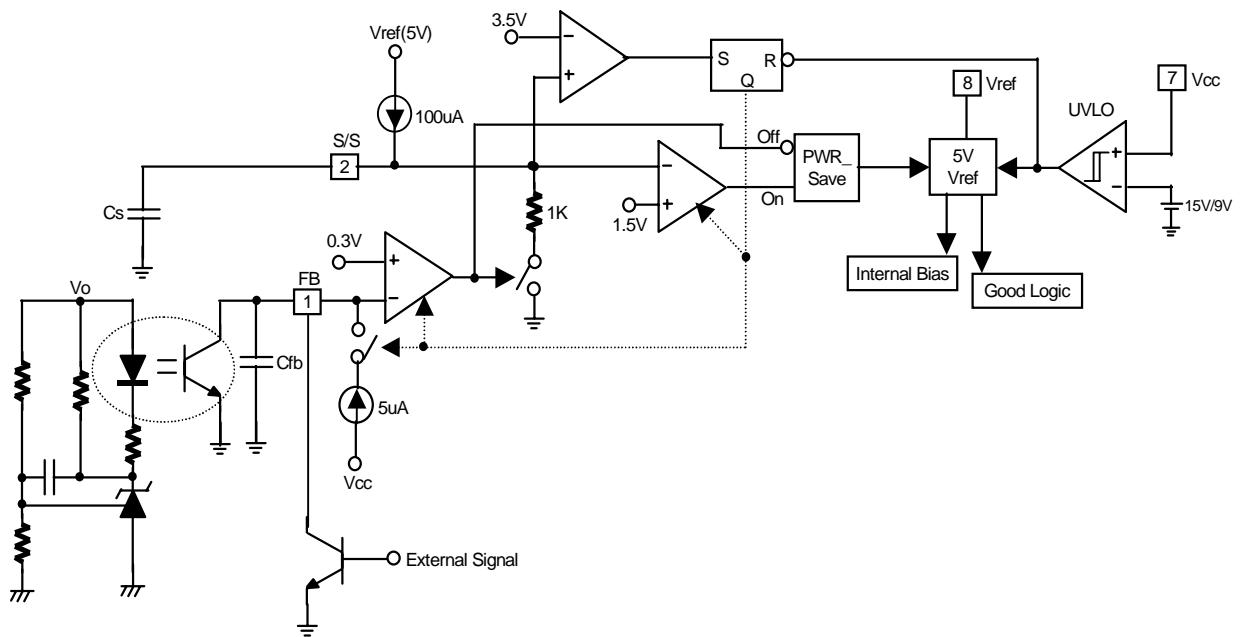 3.5V
Vref(5V)
S
R
Q
7
Vcc
8
Vref
UVLO
100uA
S/S
2
Off
PWR_
Save
5V
Vref
On
1K
1.5V
15V/9V
Cs
0.3V
Internal Bias
Good Logic
FB
1
Vo
Cfb
5uA
Vcc
External Signal